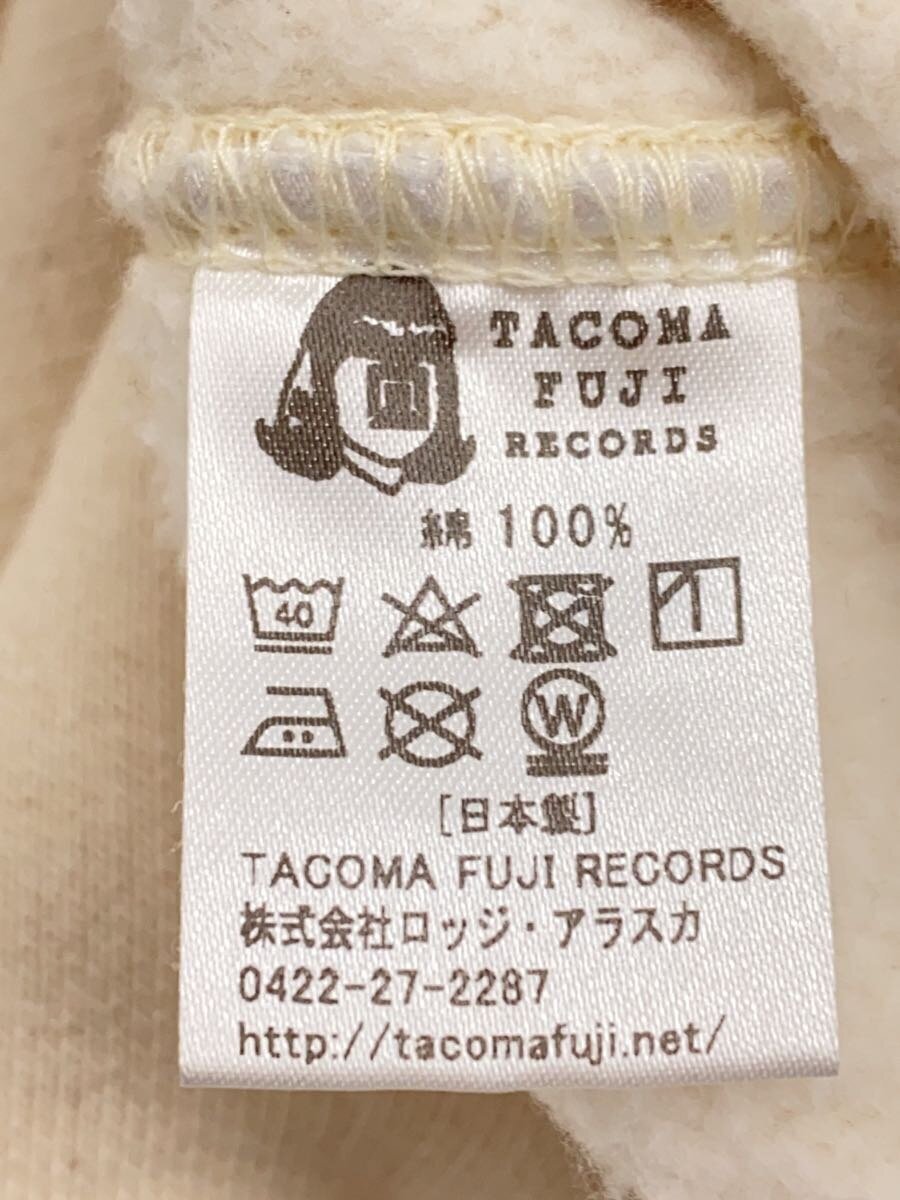 TACOMA
FUJI
RECORDS
綿 100%
40
W
[日本製]
TACOMA FUJI RECORDS
株式会社ロッジ・アラスカ
0422-27-2287
http://tacomafuji.net/